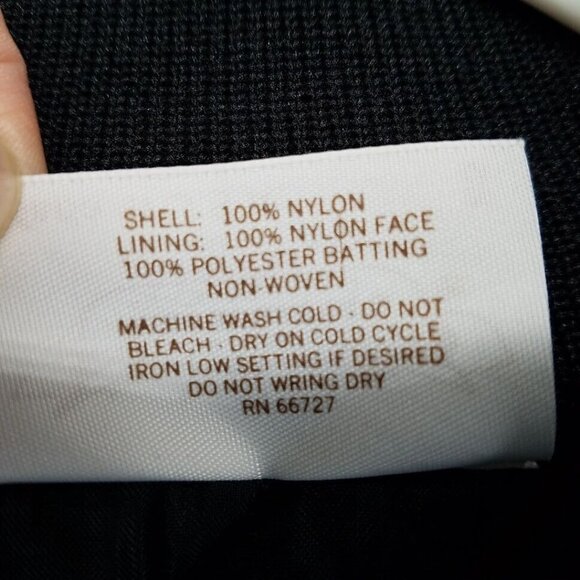 SHELL: 100% NYLON
LINING: 100% NYLON FACE
100% POLYESTER BATTING
NON-WOVEN
MACHINE WASH COLD · DO NOT
BLEACH · DRY ON COLD CYCLE
IRON LOW SETTING IF DESIRED
DO NOT WRING DRY
RN 66727